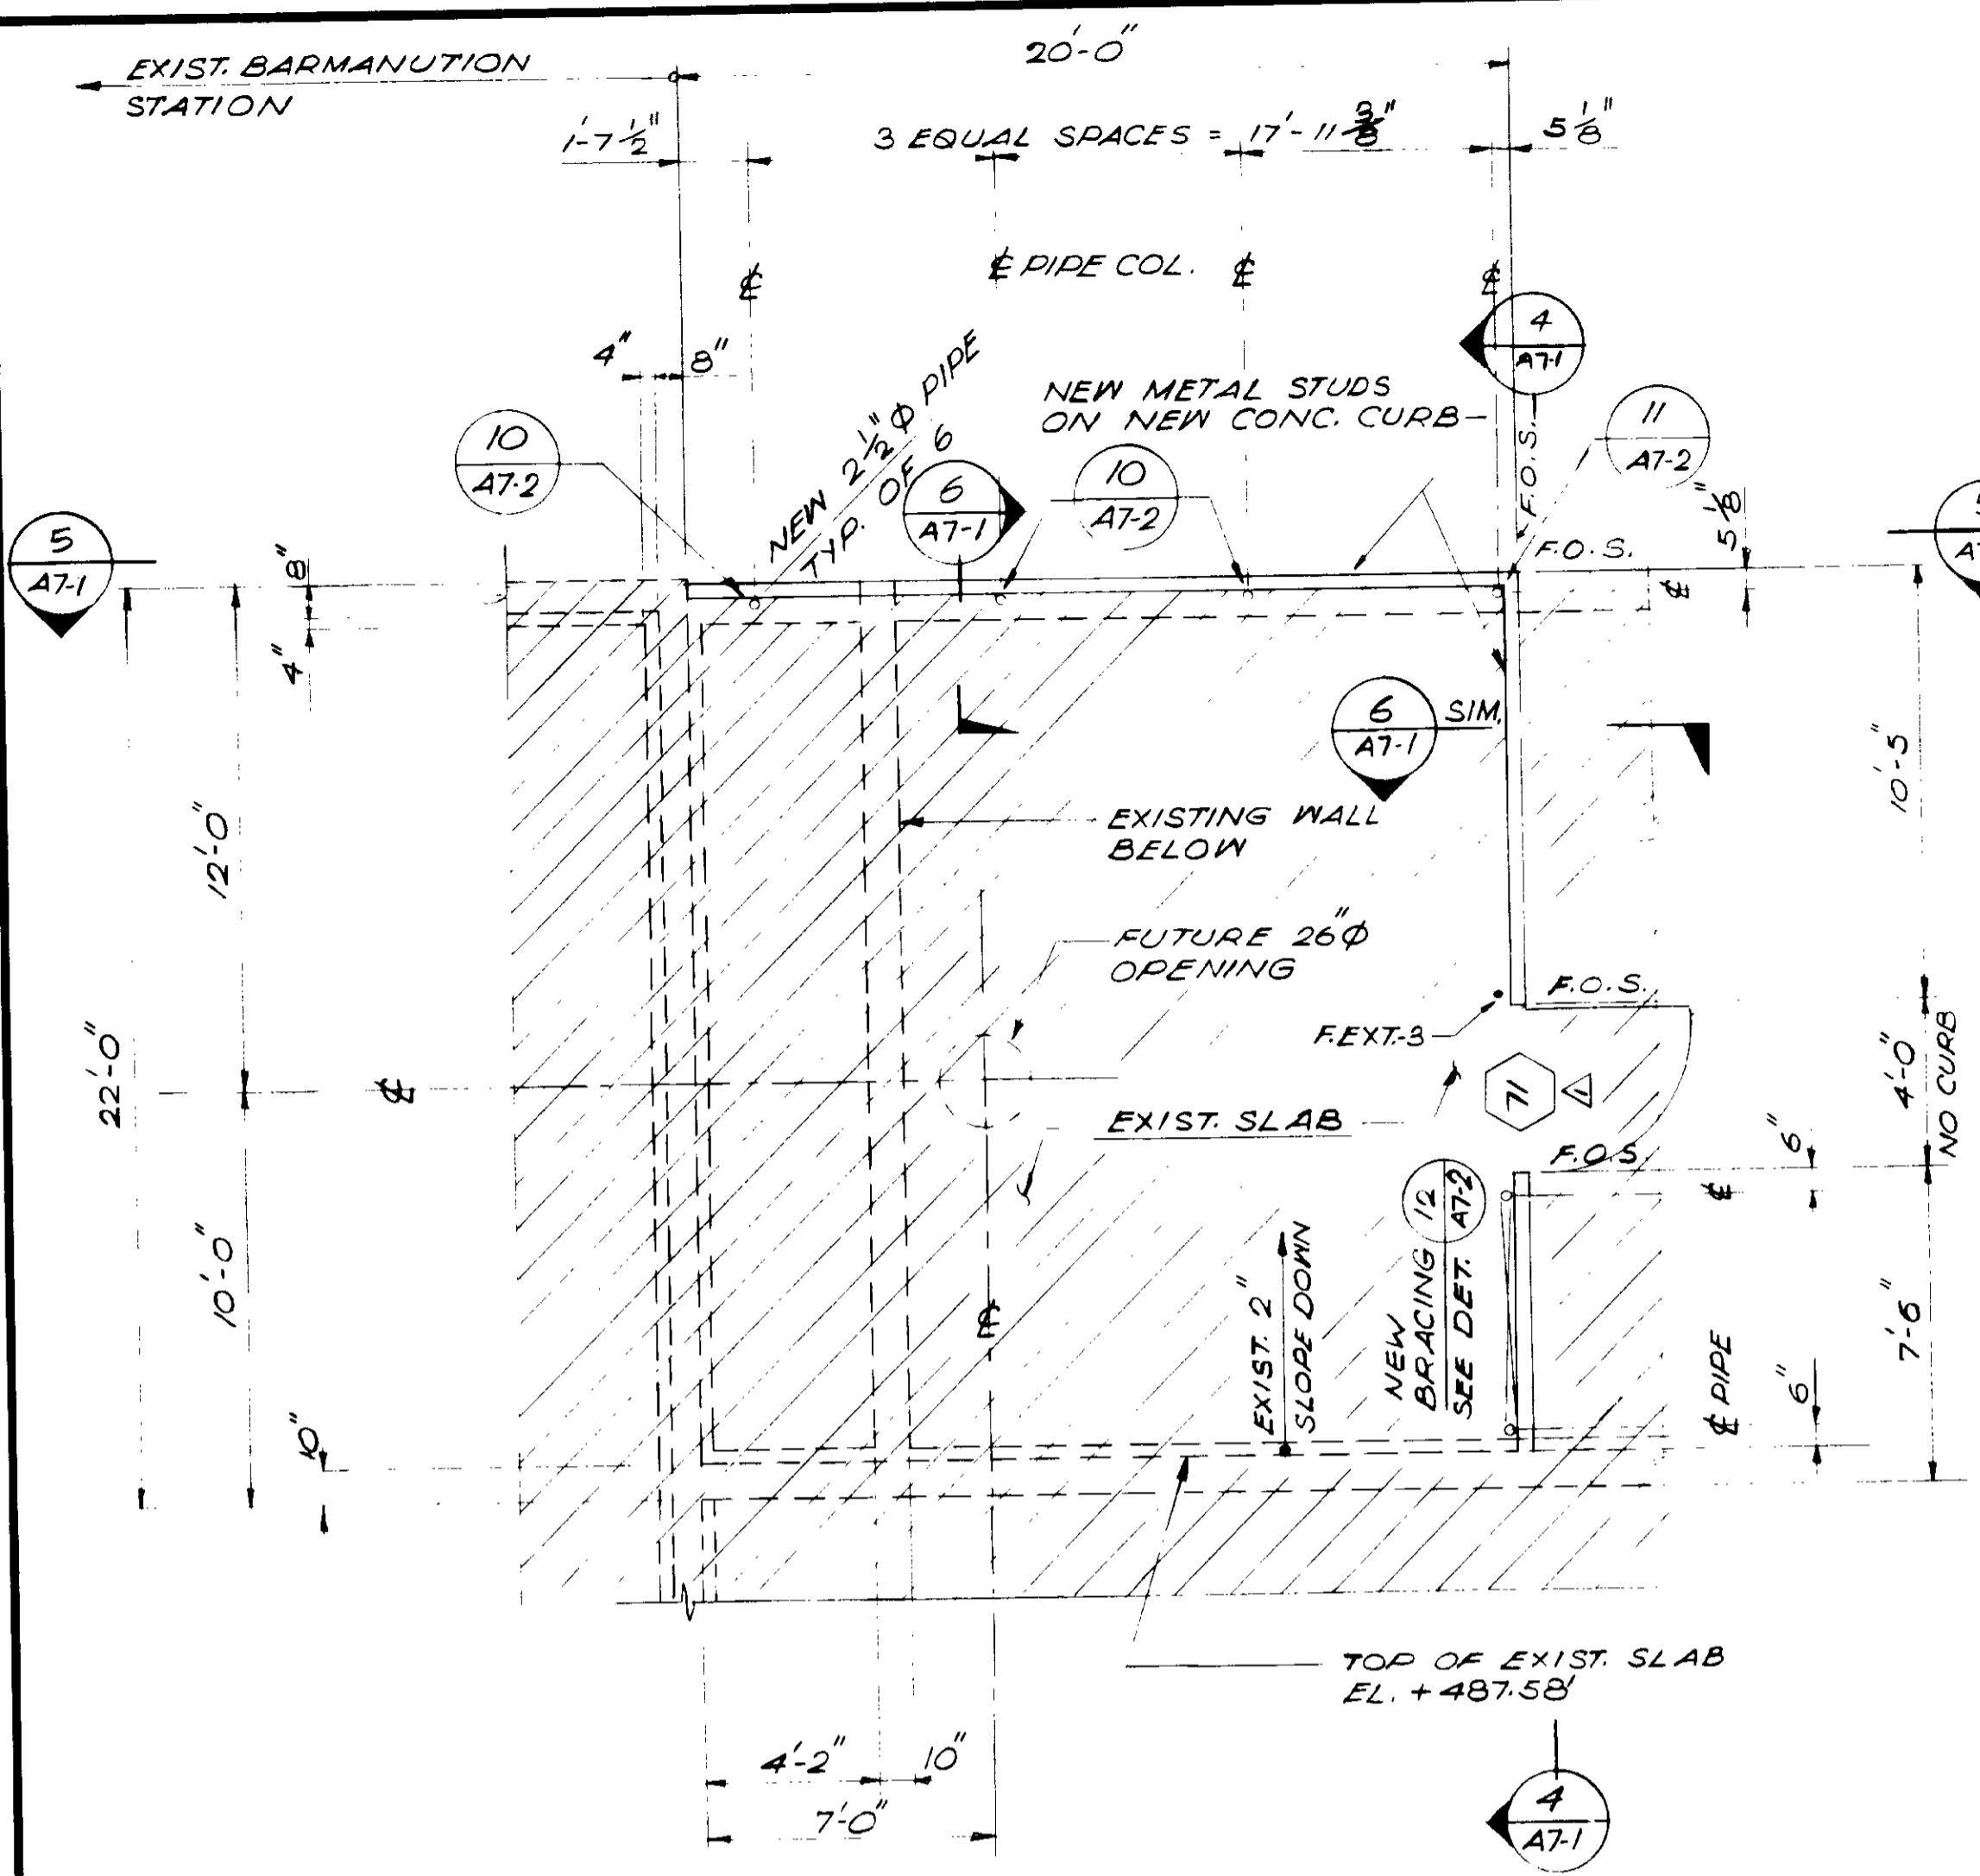 EXIST. BARMANUTION
STATION
20'-0"
1'-7 1/2"
3 EQUAL SPACES = 17'-11 3/8"
5 1/8"
℄
℄ PIPE COL.
℄
℄
4
A7-1
4"
8"
NEW 2 1/2" Φ PIPE
TYP. OF 6
NEW METAL STUDS
ON NEW CONC. CURB
F.O.S.
10
A7-2
6
A7-1
10
A7-2
11
A7-2
5
A7-1
8"
4"
F.O.S.
5 1/8"
℄
6
A7-1
SIM.
10'-5"
12'-0"
EXISTING WALL
BELOW
FUTURE 26"Φ
OPENING
F.O.S.
F.EXT.-3
22'-0"
℄
71
1
4'-0"
NO CURB
EXIST. SLAB
F.O.S.
6"
℄
10'-0"
℄
EXIST. 2"
SLOPE DOWN
NEW
BRACING
SEE DET.
12
A7-2
7'-6"
℄ PIPE
6"
10"
TOP OF EXIST. SLAB
EL. +487.58'
4'-2"
10"
7'-0"
4
A7-1